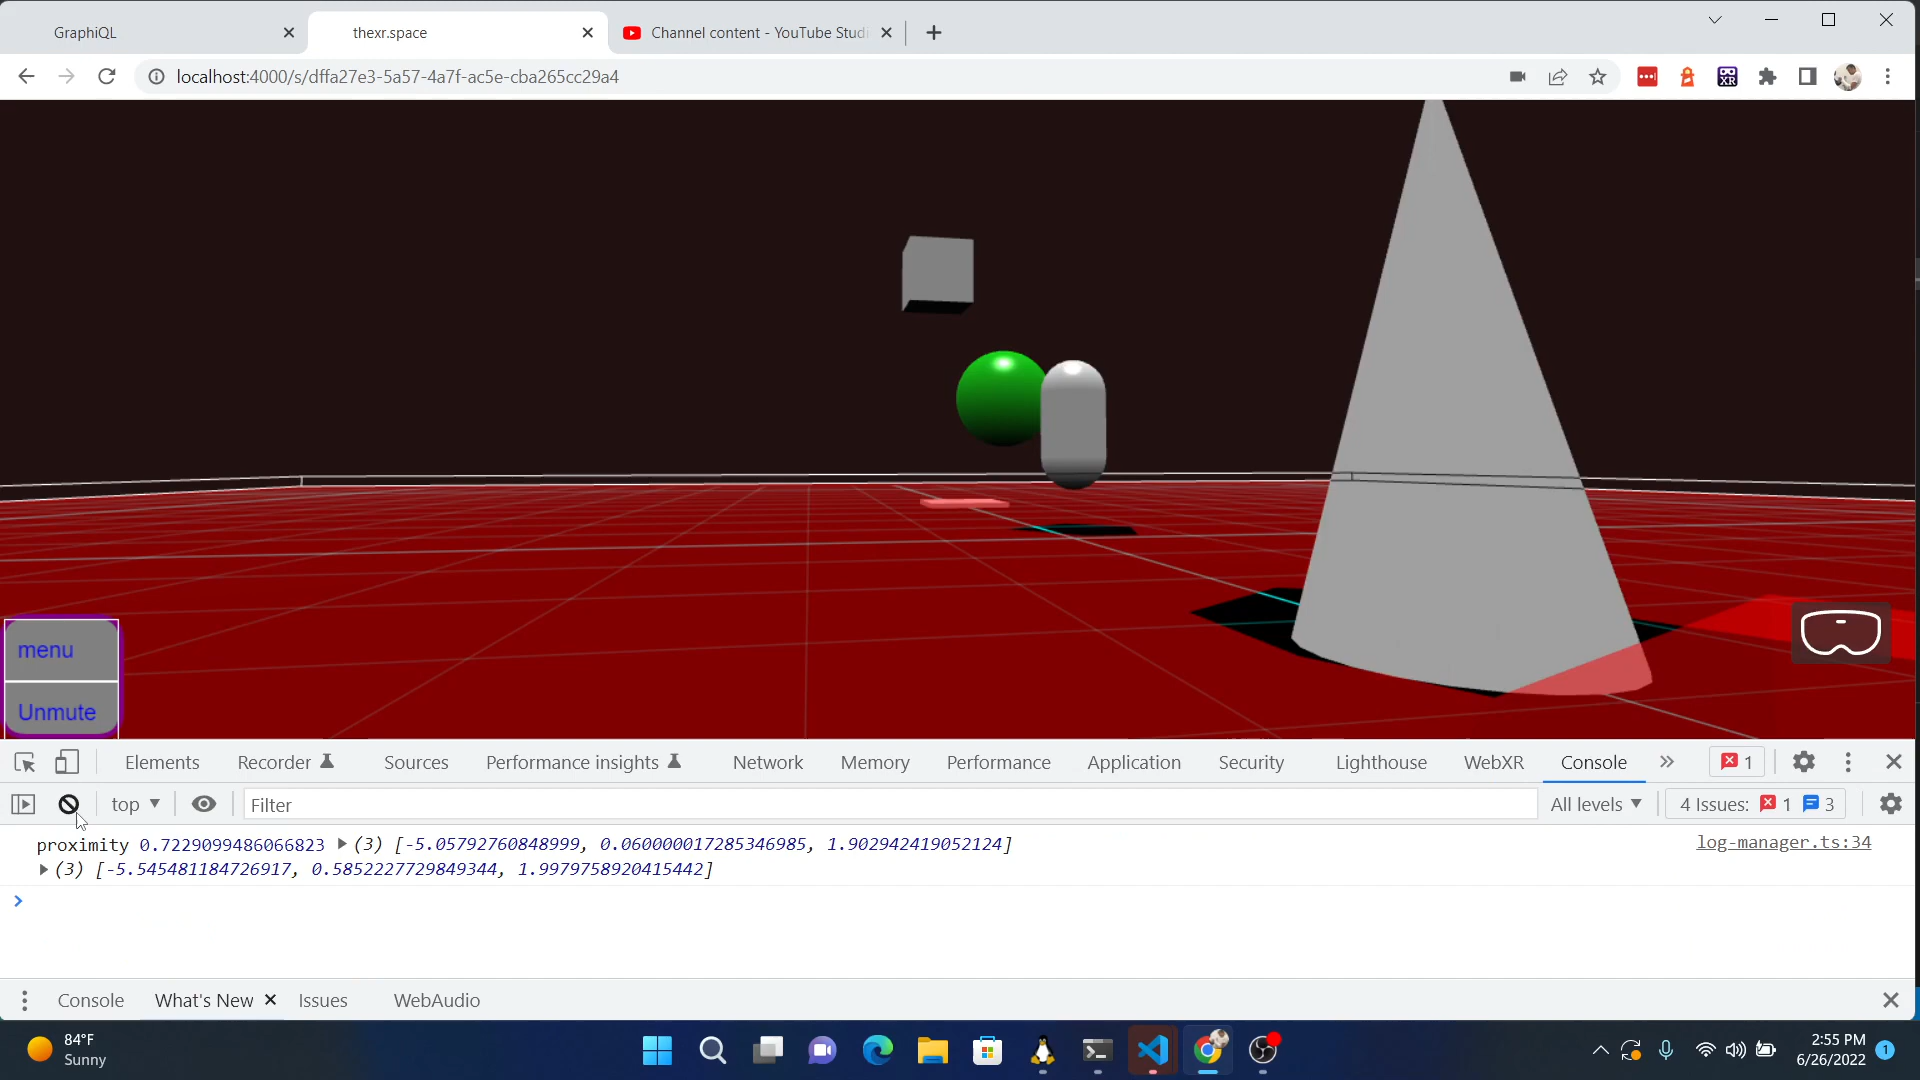 GraphiQL
thexr.space
Channel content - YouTube Studi
localhost:4000/s/dffa27e3-5a57-4a7f-ac5e-cba265cc29a4
XR
menu
Unmute
Elements Recorder Sources Performance insights Network Memory Performance Application Security Lighthouse WebXR Console 1
top Filter All levels 4 Issues: 1 3
proximity 0.7229099486066823 (3) [-5.05792760848999, 0.060000017285346985, 1.902942419052124] log-manager.ts:34
(3) [-5.545481184726917, 0.5852227729849344, 1.9979758920415442]
Console What's New Issues WebAudio
84°F
Sunny
2:55 PM
6/26/2022
1